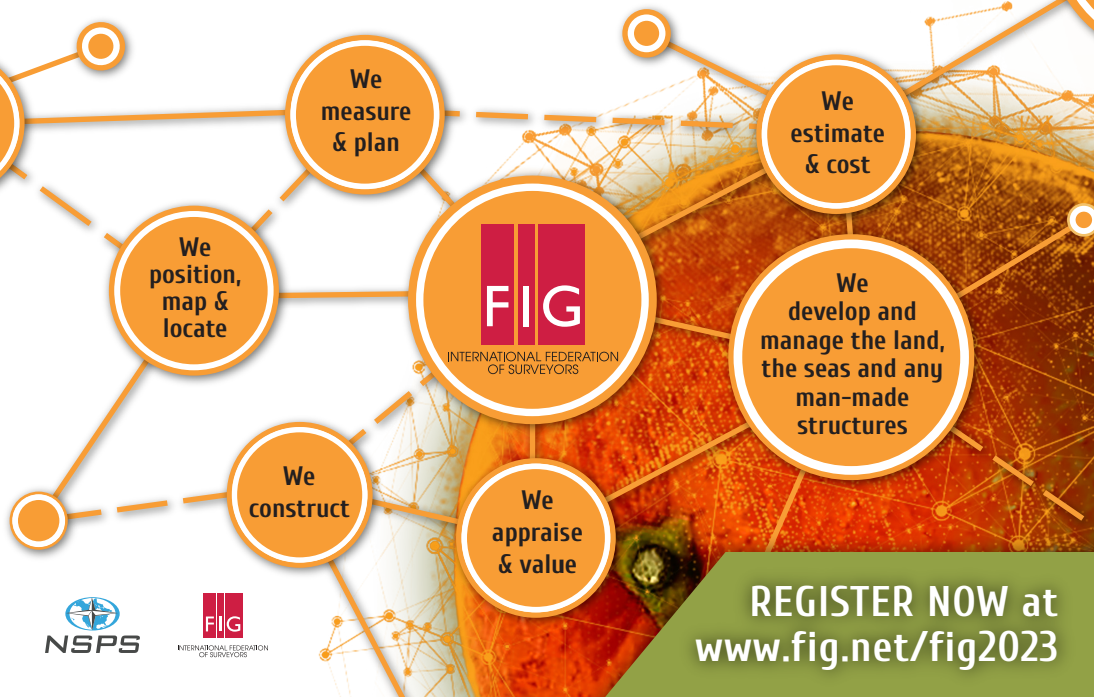 We
measure
& plan
We
estimate
& cost
We
position,
map &
locate
FIG
INTERNATIONAL FEDERATION
OF SURVEYORS
We
develop and
manage the land,
the seas and any
man-made
structures
We
construct
We
appraise
& value
NSPS
FIG
INTERNATIONAL FEDERATION
OF SURVEYORS
REGISTER NOW at
www.fig.net/fig2023